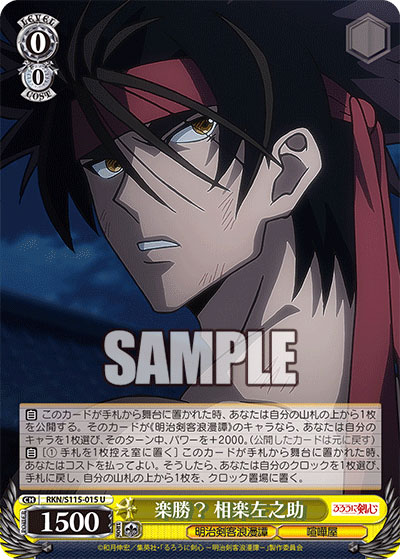 LEVEL
0
0
COST
SAMPLE
自 このカードが手札から舞台に置かれた時、あなたは自分の山札の上から1枚
を公開する。そのカードが《明治剣客浪漫譚》のキャラなら、あなたは自分の
キャラを1枚選び、そのターン中、パワーを+2000。(公開したカードは元に戻す)
自 [① 手札を1枚控え室に置く] このカードが手札から舞台に置かれた時、
あなたはコストを払ってよい。そうしたら、あなたは自分のクロックを1枚選び、
手札に戻し、自分の山札の上から1枚を、クロック置場に置く。
CH RKN/S115-015 U
1500
楽勝? 相楽左之助
るろうに剣心
明治剣客浪漫譚
喧嘩屋
©和月伸宏/集英社・「るろうに剣心 -明治剣客浪漫譚-」製作委員会